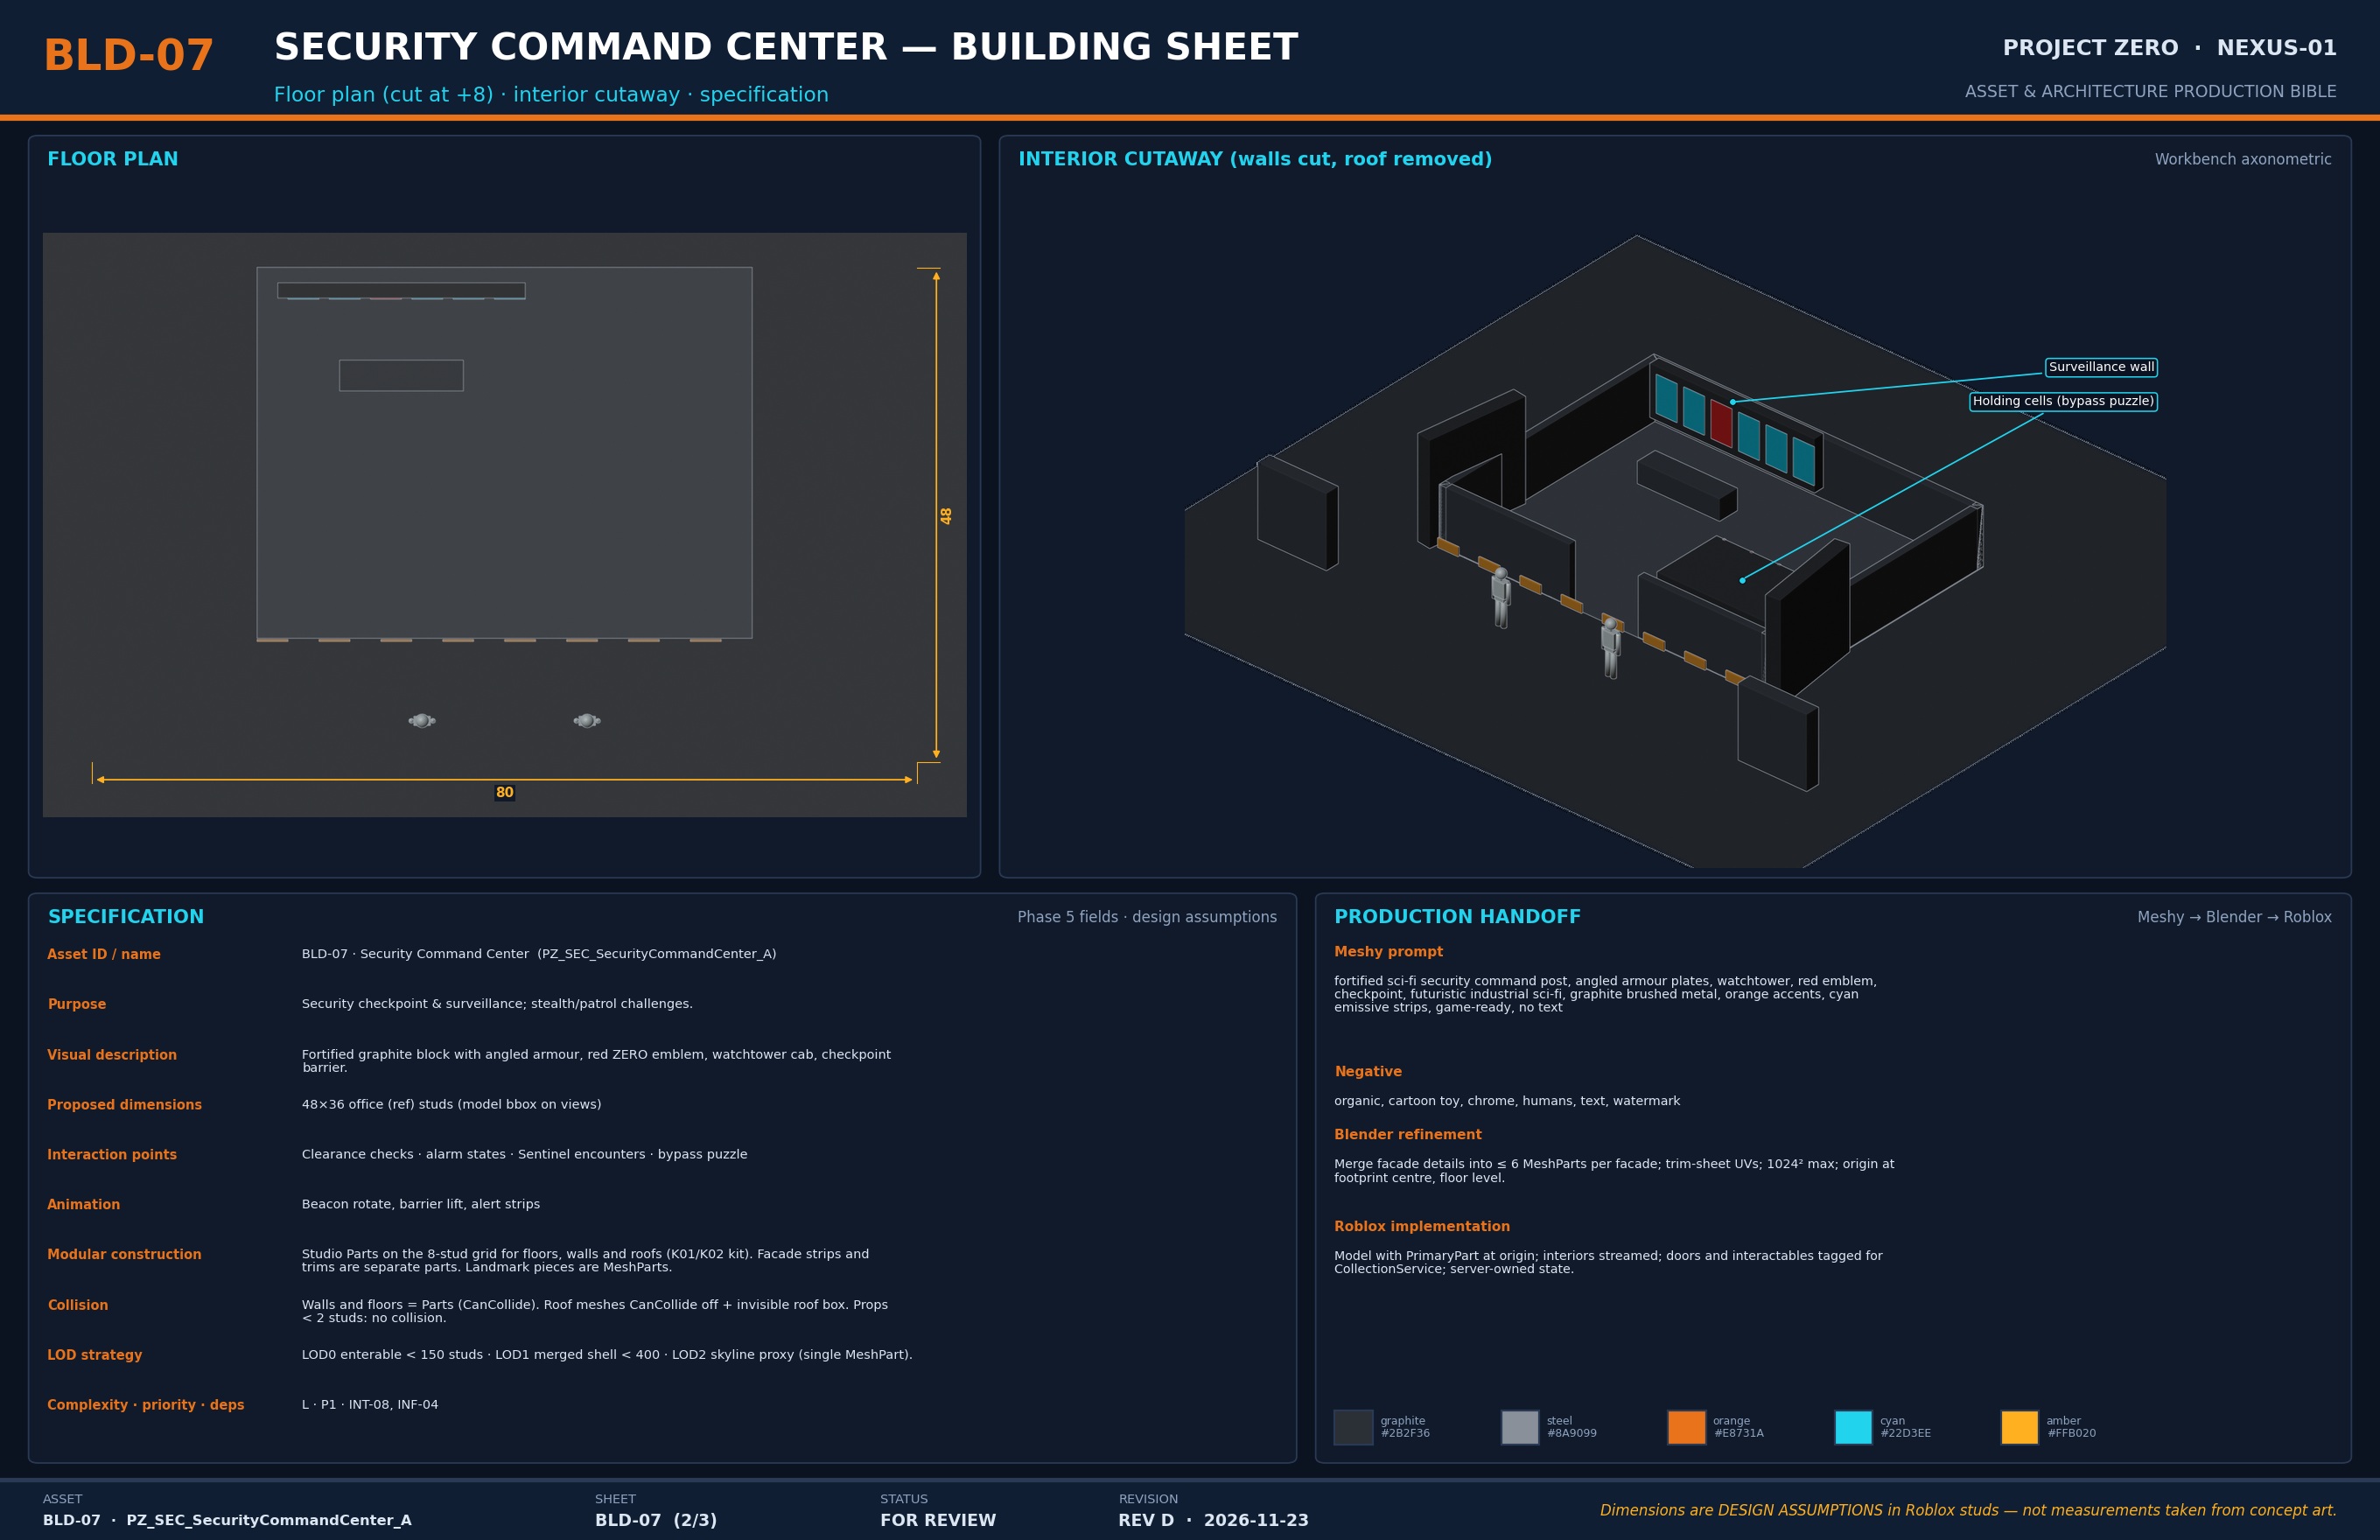 BLD-07
SECURITY COMMAND CENTER — BUILDING SHEET
Floor plan (cut at +8) · interior cutaway · specification
PROJECT ZERO · NEXUS-01
ASSET & ARCHITECTURE PRODUCTION BIBLE
FLOOR PLAN
48
80
INTERIOR CUTAWAY (walls cut, roof removed)
Workbench axonometric
Surveillance wall
Holding cells (bypass puzzle)
SPECIFICATION
Phase 5 fields · design assumptions
Asset ID / name
BLD-07 · Security Command Center (PZ_SEC_SecurityCommandCenter_A)
Purpose
Security checkpoint & surveillance; stealth/patrol challenges.
Visual description
Fortified graphite block with angled armour, red ZERO emblem, watchtower cab, checkpoint
barrier.
Proposed dimensions
48×36 office (ref) studs (model bbox on views)
Interaction points
Clearance checks · alarm states · Sentinel encounters · bypass puzzle
Animation
Beacon rotate, barrier lift, alert strips
Modular construction
Studio Parts on the 8-stud grid for floors, walls and roofs (K01/K02 kit). Facade strips and
trims are separate parts. Landmark pieces are MeshParts.
Collision
Walls and floors = Parts (CanCollide). Roof meshes CanCollide off + invisible roof box. Props
< 2 studs: no collision.
LOD strategy
LOD0 enterable < 150 studs · LOD1 merged shell < 400 · LOD2 skyline proxy (single MeshPart).
Complexity · priority · deps
L · P1 · INT-08, INF-04
PRODUCTION HANDOFF
Meshy → Blender → Roblox
Meshy prompt
fortified sci-fi security command post, angled armour plates, watchtower, red emblem,
checkpoint, futuristic industrial sci-fi, graphite brushed metal, orange accents, cyan
emissive strips, game-ready, no text
Negative
organic, cartoon toy, chrome, humans, text, watermark
Blender refinement
Merge facade details into ≤ 6 MeshParts per facade; trim-sheet UVs; 1024² max; origin at
footprint centre, floor level.
Roblox implementation
Model with PrimaryPart at origin; interiors streamed; doors and interactables tagged for
CollectionService; server-owned state.
graphite
#2B2F36
steel
#8A9099
orange
#E8731A
cyan
#22D3EE
amber
#FFB020
ASSET
BLD-07 · PZ_SEC_SecurityCommandCenter_A
SHEET
BLD-07 (2/3)
STATUS
FOR REVIEW
REVISION
REV D · 2026-11-23
Dimensions are DESIGN ASSUMPTIONS in Roblox studs — not measurements taken from concept art.